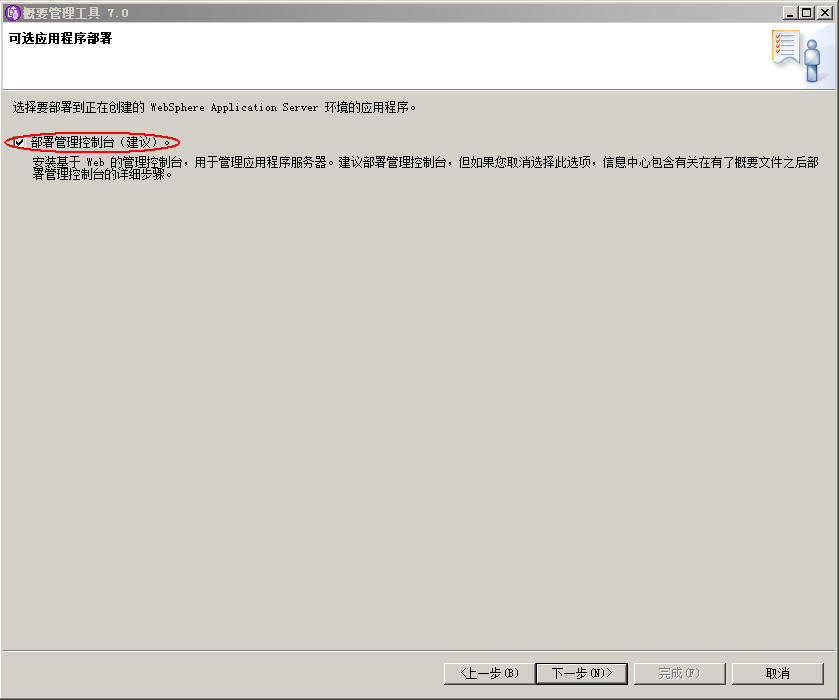 概要管理工具 7.0
可选应用程序部署
选择要部署到正在创建的 WebSphere Application Server 环境的应用程序。
部署管理控制台（建议）。
安装基于 Web 的管理控制台，用于管理应用程序服务器。建议部署管理控制台，但如果您取消选择此选项，信息中心包含有关在有了概要文件之后部
署管理控制台的详细步骤。
<上一步(B) 下一步(N)> 完成(F) 取消